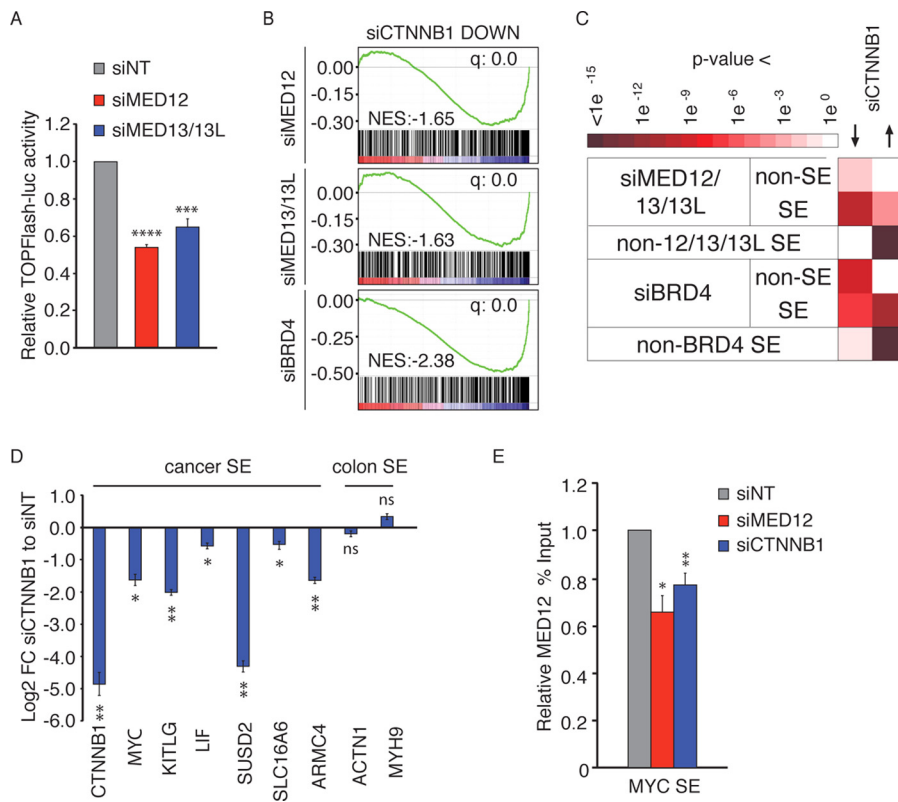 A
siNT
siMED12
siMED13/13L
Relative TOPFlash-luc activity
1.0
0.8
0.6
0.4
0.2
0.0
****
***
B
siCTNNB1 DOWN
siMED12
0.00
-0.15
-0.30
q: 0.0
NES:-1.65
siMED13/13L
0.00
-0.15
-0.30
q: 0.0
NES:-1.63
siBRD4
0.00
-0.25
-0.50
q: 0.0
NES:-2.38
C
p-value <
<1e-15
1e-12
1e-9
1e-6
1e-3
1e0
siCTNNB1
siMED12/
13/13L
non-SE
SE
non-12/13/13L SE
siBRD4
non-SE
SE
non-BRD4 SE
D
cancer SE
colon SE
Log2 FC siCTNNB1 to siNT
1.0
0.0
-1.0
-2.0
-3.0
-4.0
-5.0
-6.0
**
*
**
*
**
*
**
ns
ns
CTNNB1
MYC
KITLG
LIF
SUSD2
SLC16A6
ARMC4
ACTN1
MYH9
E
siNT
siMED12
siCTNNB1
Relative MED12 % Input
1.2
1
0.8
0.6
0.4
0.2
0
*
**
MYC SE